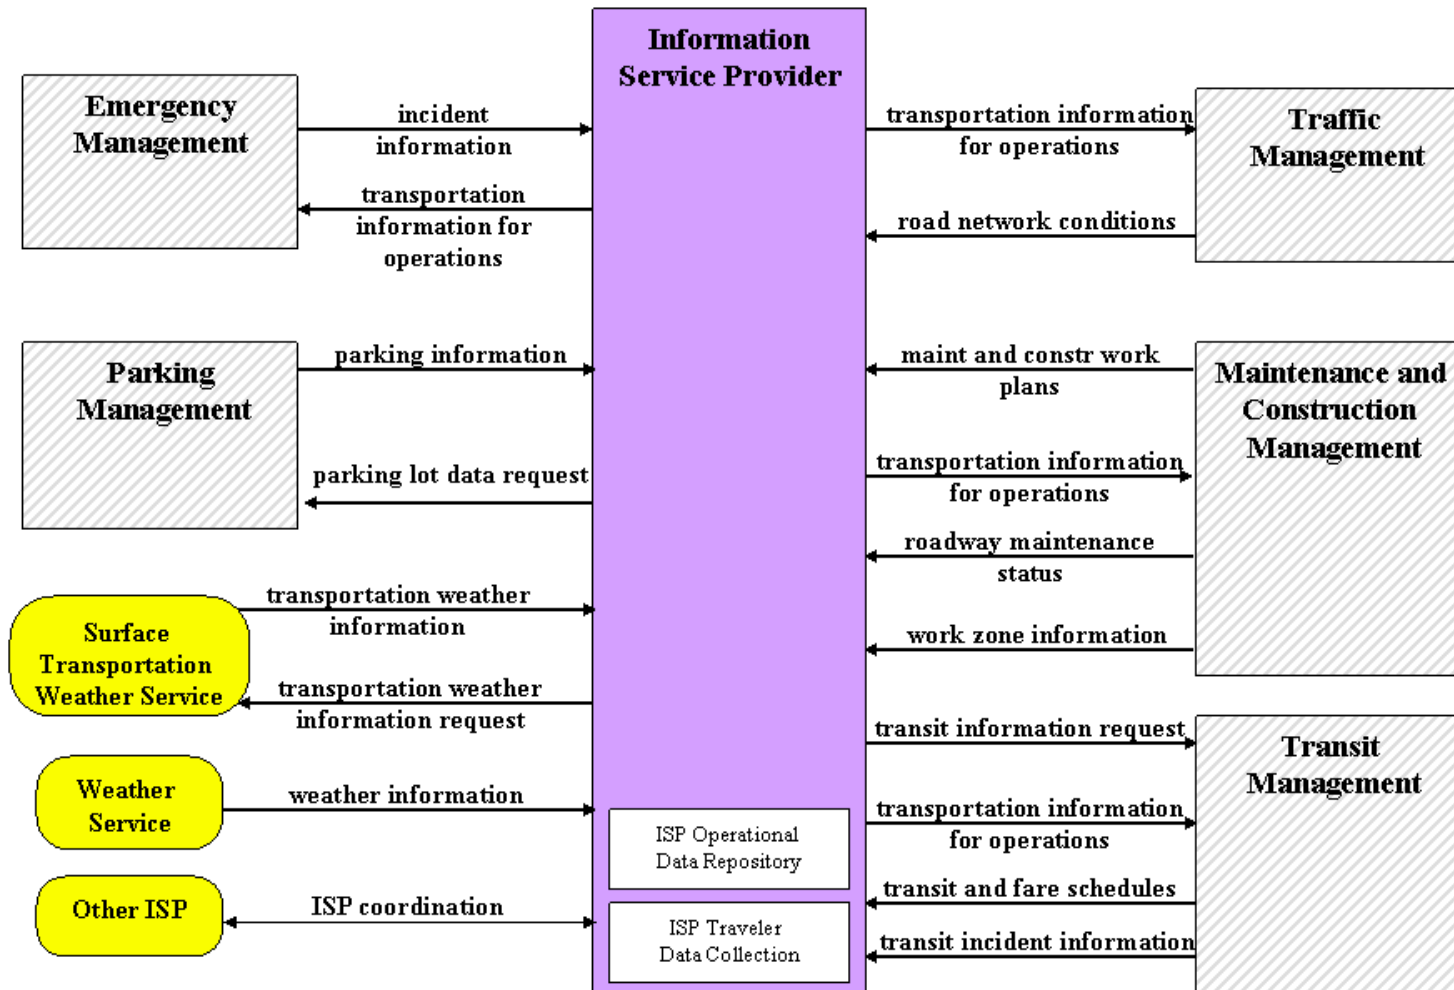 Information
Service Provider
Emergency
Management
incident
information
transportation
information for
operations
transportation information
for operations
Traffic
Management
road network conditions
Parking
Management
parking information
parking lot data request
maint and constr work
plans
Maintenance and
Construction
Management
transportation information
for operations
roadway maintenance
status
work zone information
Surface
Transportation
Weather Service
transportation weather
information
transportation weather
information request
Weather
Service
weather information
Other ISP
ISP coordination
ISP Operational
Data Repository
ISP Traveler
Data Collection
transit information request
Transit
Management
transportation information
for operations
transit and fare schedules
transit incident information